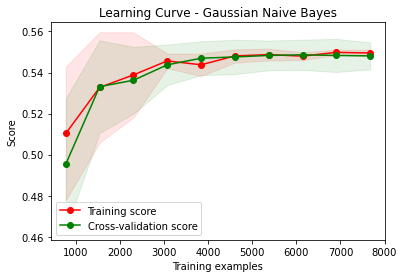 Learning Curve - Gaussian Naive Bayes
0.56
0.54
0.52
0.50
0.48
0.46
Score
Training score
Cross-validation score
1000 2000 3000 4000 5000 6000 7000 8000
Training examples